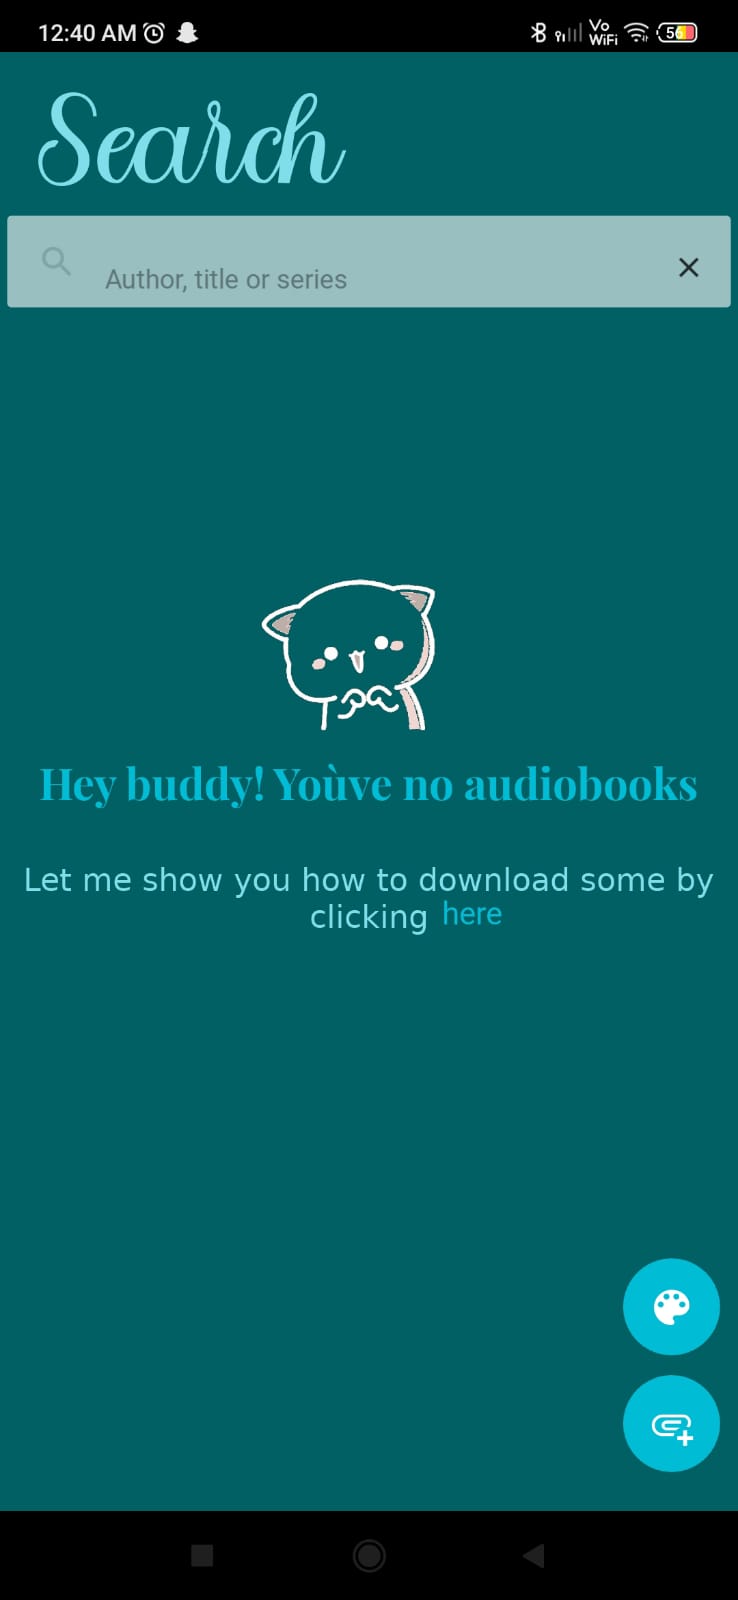 12:40 AM
Vo
WiFi
56
Search
Author, title or series
Hey buddy! Yoùve no audiobooks
Let me show you how to download some by
clicking here